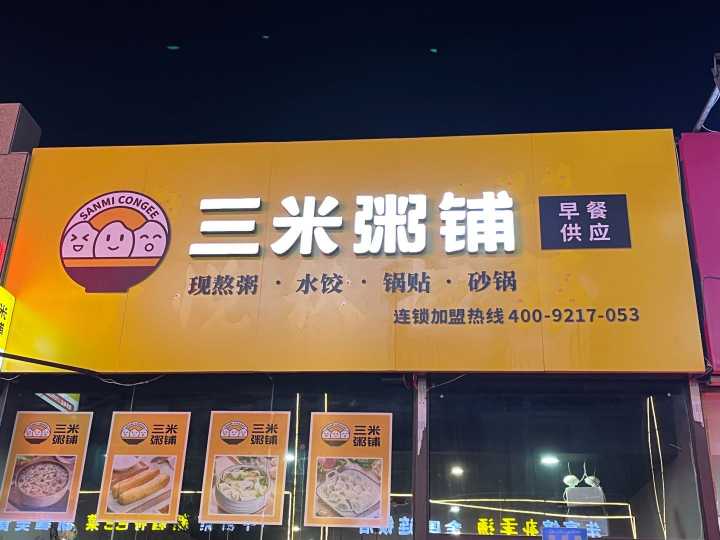 SANMI CONGEE
三米粥铺
早餐
供应
现熬粥·水饺·锅贴·砂锅
连锁加盟热线 400-9217-053
三米
粥铺
三米
粥铺
三米
粥铺
三米
粥铺